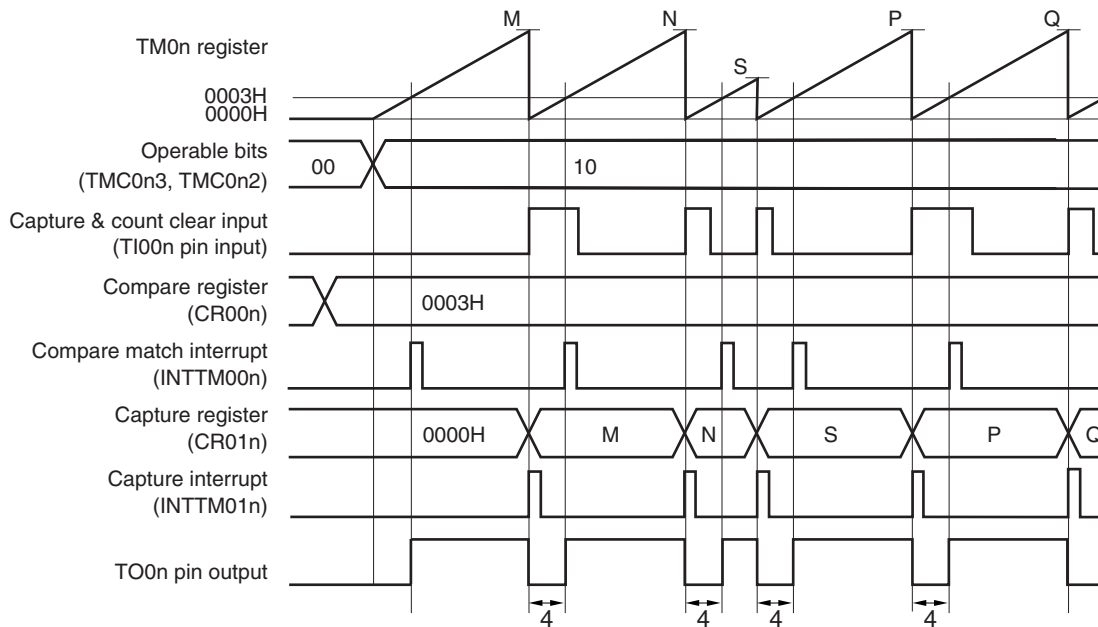 M N S P Q
TM0n register
0003H
0000H
Operable bits
(TMC0n3, TMC0n2)
00 10
Capture & count clear input
(TI00n pin input)
Compare register
(CR00n)
0003H
Compare match interrupt
(INTTM00n)
Capture register
(CR01n)
0000H M N S P Q
Capture interrupt
(INTTM01n)
TO0n pin output
4 4 4 4